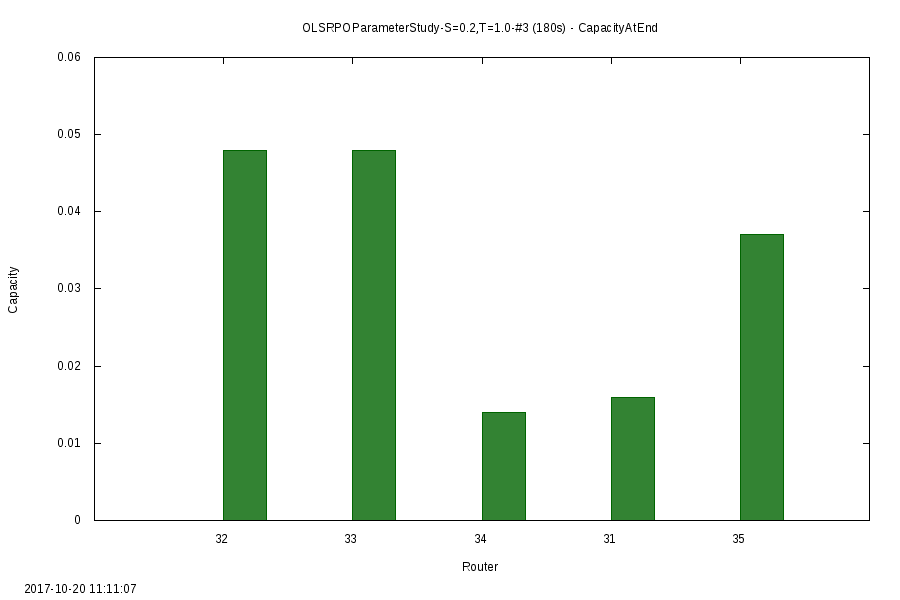 OLSRPOParameterStudy-S=0.2,T=1.0-#3 (180s) - CapacityAtEnd
0.06
0.05
0.04
0.03
0.02
0.01
0
Capacity
32 33 34 31 35
Router
2017-10-20 11:11:07